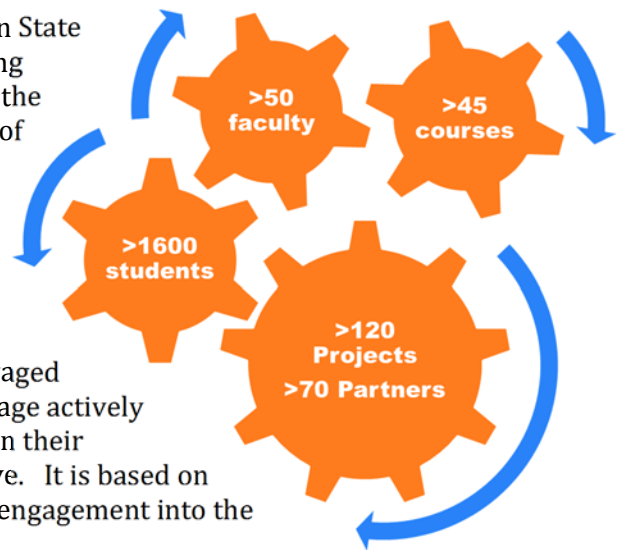 n State
ng
the
of
>50
faculty
>45
courses
>1600
students
>120
Projects
>70 Partners
aged
age actively
n their
e. It is based on
engagement into the